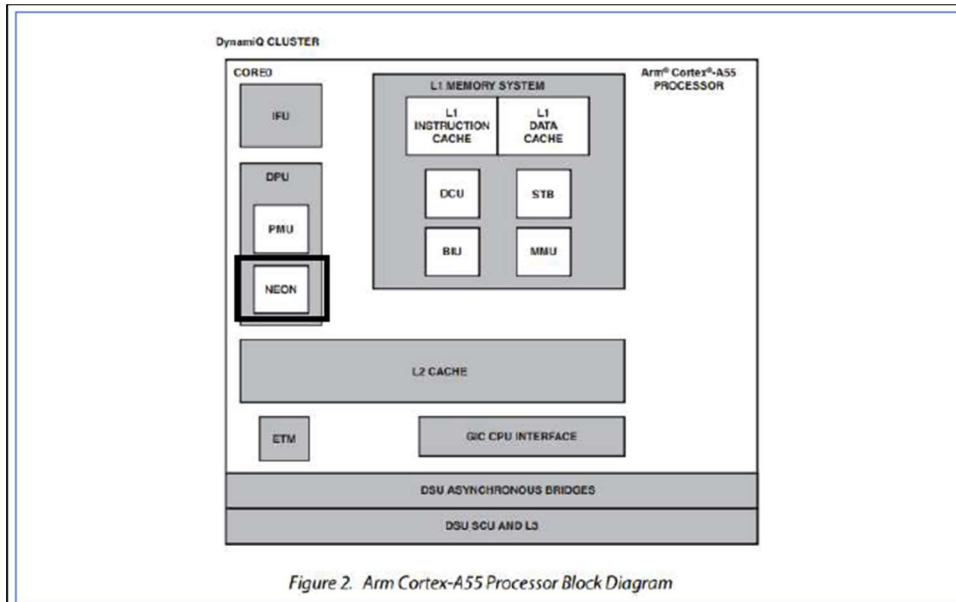 DynamiQ CLUSTER
CORE0
Arm® Cortex®-A55
PROCESSOR
IFU
L1 MEMORY SYSTEM
L1
INSTRUCTION
CACHE
L1
DATA
CACHE
DPU
PMU
NEON
DCU
STB
BIU
MMU
L2 CACHE
ETM
GIC CPU INTERFACE
DSU ASYNCHRONOUS BRIDGES
DSU SCU AND L3
Figure 2. Arm Cortex-A55 Processor Block Diagram